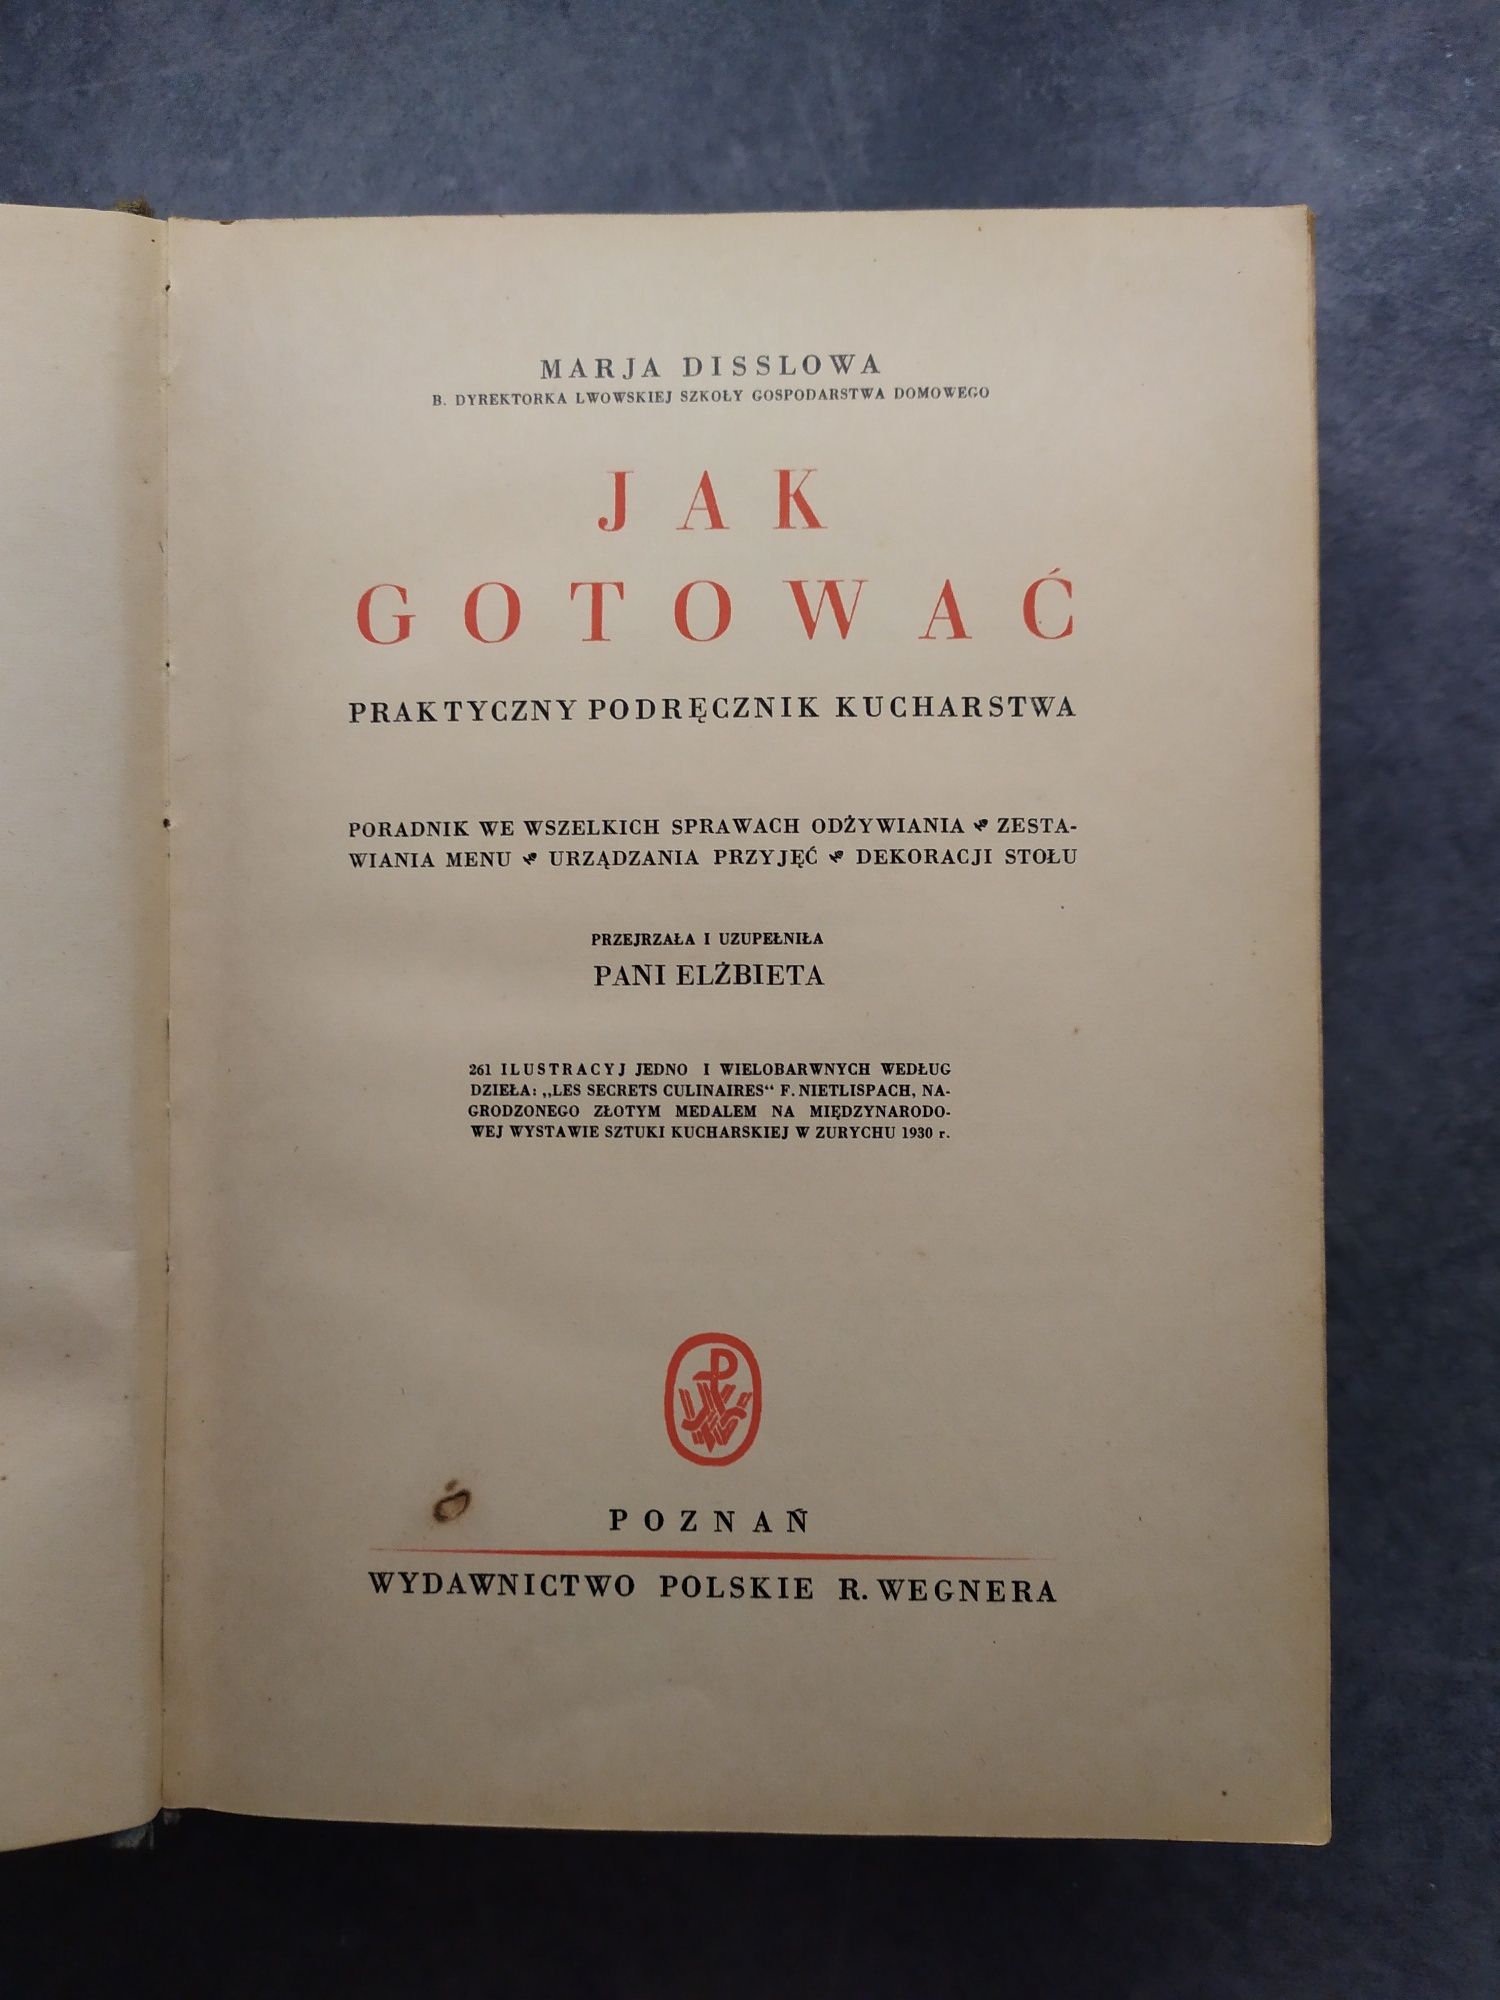 MARJA DISSLOWA
B. DYREKTORKA LWOWSKIEJ SZKOŁY GOSPODARSTWA DOMOWEGO
JAK
GOTOWAĆ
PRAKTYCZNY PODRĘCZNIK KUCHARSTWA
PORADNIK WE WSZELKICH SPRAWACH ODŻYWIANIA ZESTA-
WIANIA MENU URZĄDZANIA PRZYJĘĆ DEKORACJI STOŁU
PRZEJRZAŁA I UZUPEŁNIŁA
PANI ELŻBIETA
261 ILUSTRACYJ JEDNO I WIELOBARWNYCH WEDŁUG
DZIEŁA: „LES SECRETS CULINAIRES“ F. NIETLISPACH, NA-
GRODZONEGO ZŁOTYM MEDALEM NA MIĘDZYNARODO-
WEJ WYSTAWIE SZTUKI KUCHARSKIEJ W ZURYCHU 1930 r.
POZNAŃ
WYDAWNICTWO POLSKIE R. WEGNERA